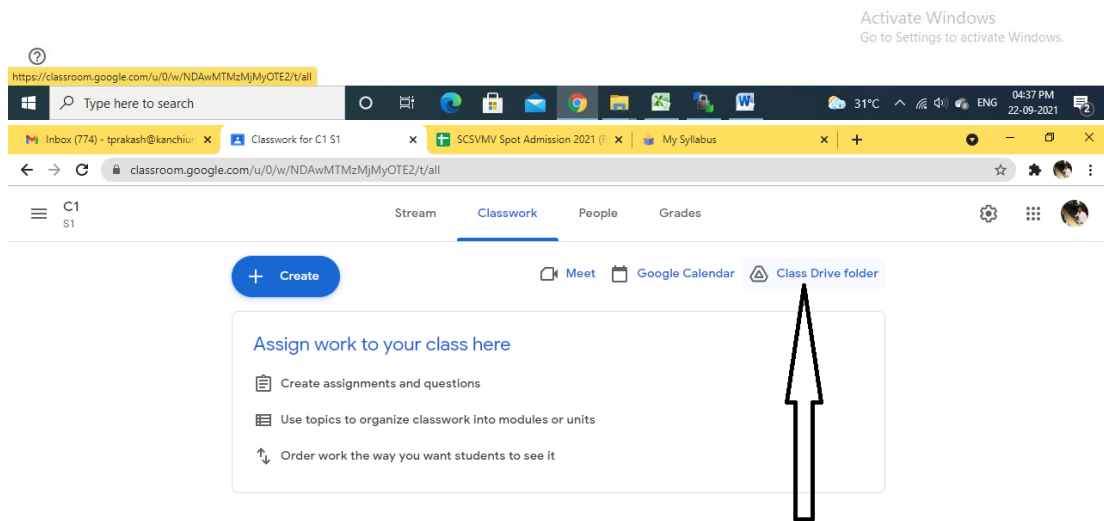 Activate Windows
Go to Settings to activate Windows.
https://classroom.google.com/u/0/w/NDAwMTMzMjMyOTE2/t/all
Type here to search
31°C ENG 04:37 PM
22-09-2021
2
Inbox (774) - tprakash@kanchiun Classwork for C1 S1 SCSVMV Spot Admission 2021 (R My Syllabus
classroom.google.com/u/0/w/NDAwMTMzMjMyOTE2/t/all
C1
S1
Stream Classwork People Grades
Create Meet Google Calendar Class Drive folder
Assign work to your class here
Create assignments and questions
Use topics to organize classwork into modules or units
Order work the way you want students to see it